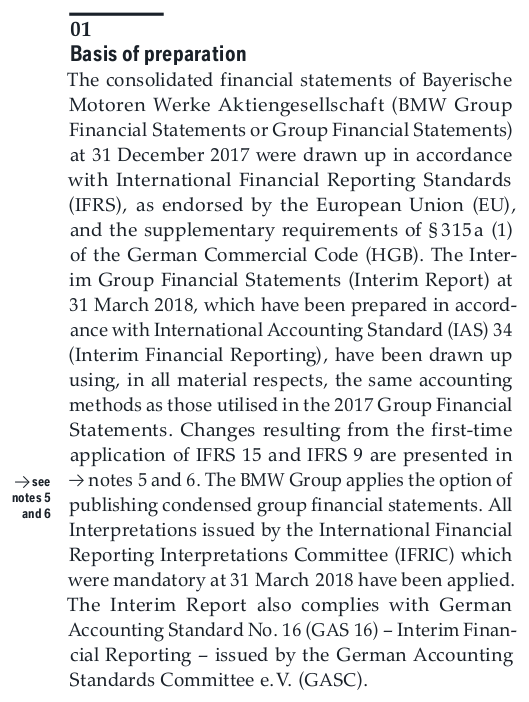 01
Basis of preparation
The consolidated financial statements of Bayerische
Motoren Werke Aktiengesellschaft (BMW Group
Financial Statements or Group Financial Statements)
at 31 December 2017 were drawn up in accordance
with International Financial Reporting Standards
(IFRS), as endorsed by the European Union (EU),
and the supplementary requirements of § 315 a (1)
of the German Commercial Code (HGB). The Inter-
im Group Financial Statements (Interim Report) at
31 March 2018, which have been prepared in accord-
ance with International Accounting Standard (IAS) 34
(Interim Financial Reporting), have been drawn up
using, in all material respects, the same accounting
methods as those utilised in the 2017 Group Financial
Statements. Changes resulting from the first-time
application of IFRS 15 and IFRS 9 are presented in
→ notes 5 and 6. The BMW Group applies the option of
publishing condensed group financial statements. All
Interpretations issued by the International Financial
Reporting Interpretations Committee (IFRIC) which
were mandatory at 31 March 2018 have been applied.
The Interim Report also complies with German
Accounting Standard No. 16 (GAS 16) – Interim Finan-
cial Reporting – issued by the German Accounting
Standards Committee e. V. (GASC).
→ see
notes 5
and 6